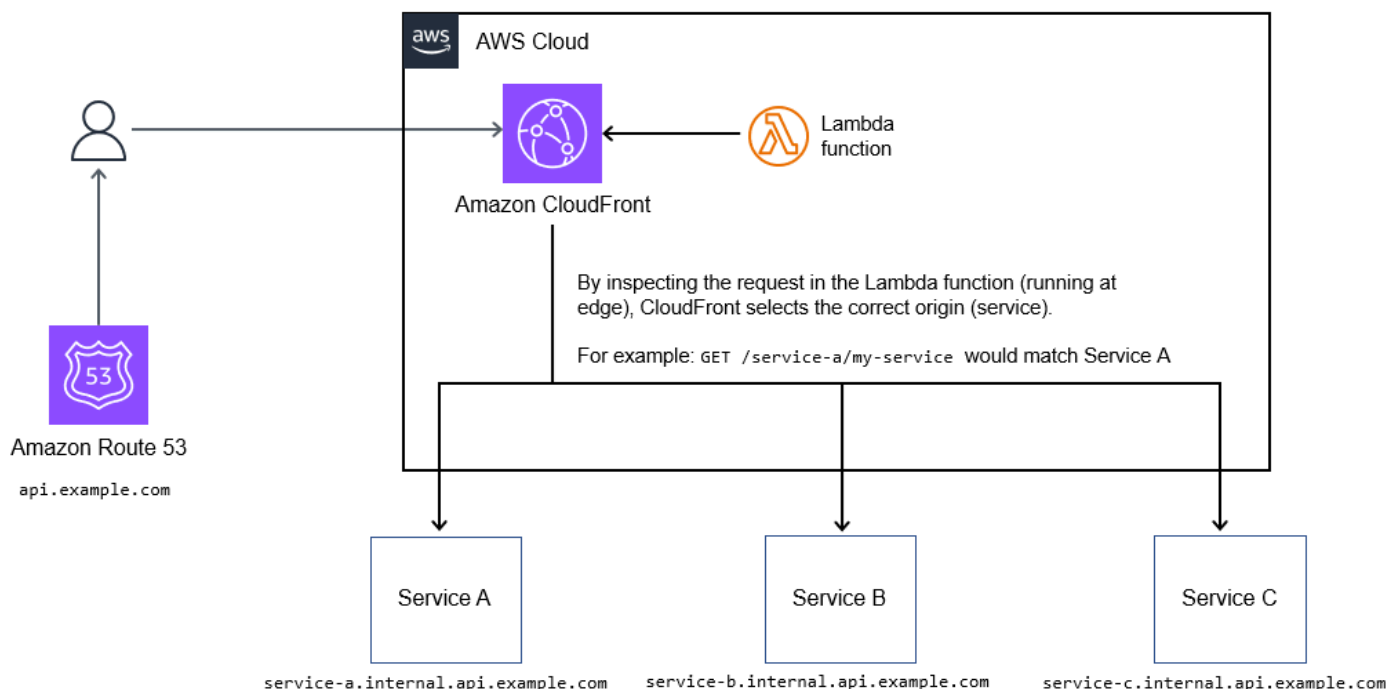 aws
AWS Cloud
Lambda
function
Amazon CloudFront
By inspecting the request in the Lambda function (running at
edge), CloudFront selects the correct origin (service).
For example: GET /service-a/my-service would match Service A
53
Amazon Route 53
api.example.com
Service A
Service B
Service C
service-a.internal.api.example.com
service-b.internal.api.example.com
service-c.internal.api.example.com